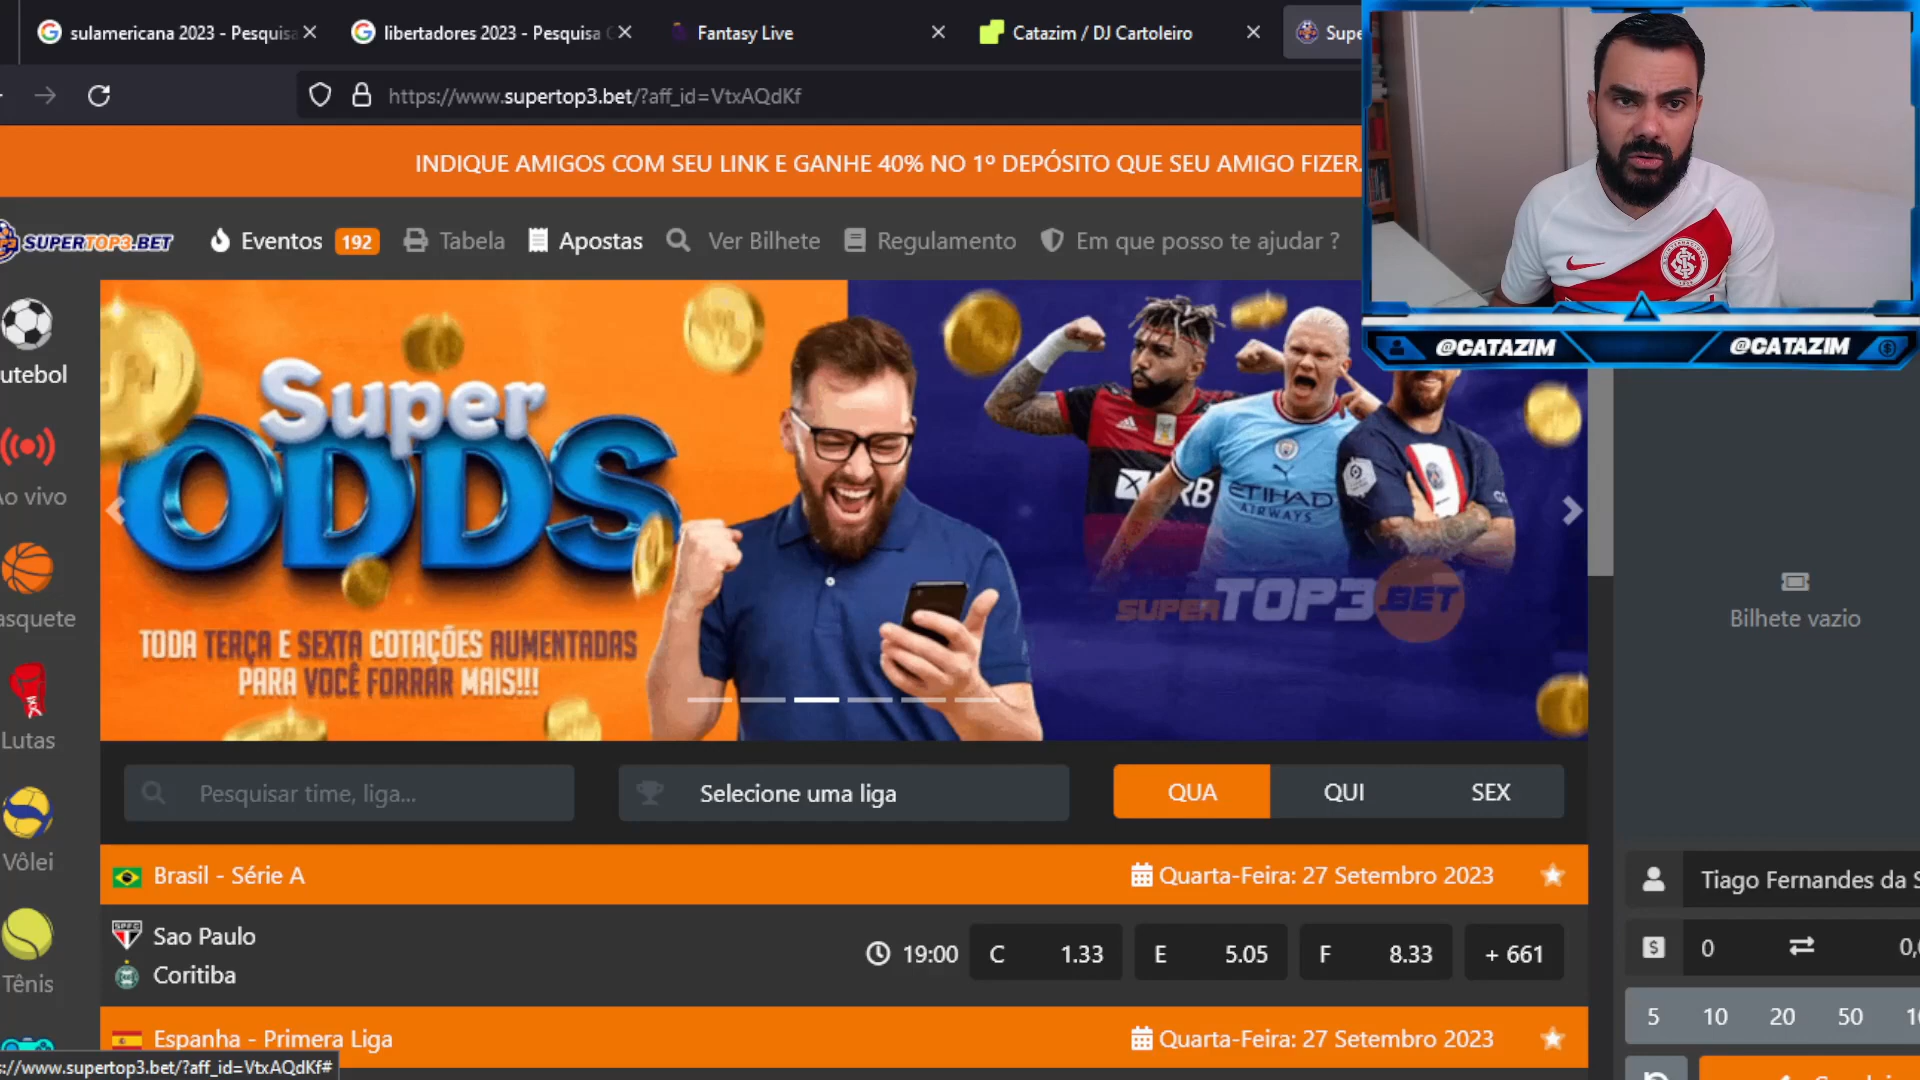 sulamericana 2023 - Pesquisa
libertadores 2023 - Pesquisa
Fantasy Live
Catazim / DJ Cartoleiro
Supe
https://www.supertop3.bet/?aff_id=VtxAQdKf
INDIQUE AMIGOS COM SEU LINK E GANHE 40% NO 1º DEPÓSITO QUE SEU AMIGO FIZER.
SUPERTOP3.BET
Eventos 192
Tabela
Apostas
Ver Bilhete
Regulamento
Em que posso te ajudar ?
@CATAZIM
@CATAZIM
utebol
Ao vivo
asquete
Lutas
Vôlei
Tênis
Super
ODDS
TODA TERÇA E SEXTA COTAÇÕES AUMENTADAS
PARA VOCÊ FORRAR MAIS!!!
ETIHAD
AIRWAYS
SUPERTOP3.BET
Bilhete vazio
Pesquisar time, liga...
Selecione uma liga
QUA
QUI
SEX
Brasil - Série A
Quarta-Feira: 27 Setembro 2023
Sao Paulo
Coritiba
19:00
C 1.33
E 5.05
F 8.33
+ 661
Espanha - Primera Liga
Quarta-Feira: 27 Setembro 2023
Tiago Fernandes da S
0
5 10 20 50
s://www.supertop3.bet/?aff_id=VtxAQdKf#